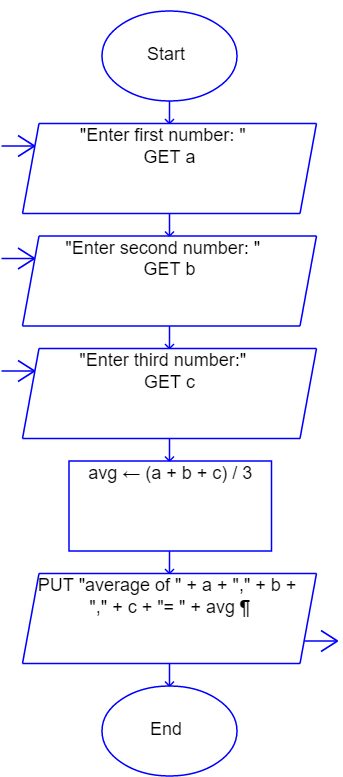 Start
"Enter first number: "
GET a
"Enter second number: "
GET b
"Enter third number:"
GET c
avg ← (a + b + c) / 3
PUT "average of " + a + "," + b +
"," + c + "= " + avg ¶
End